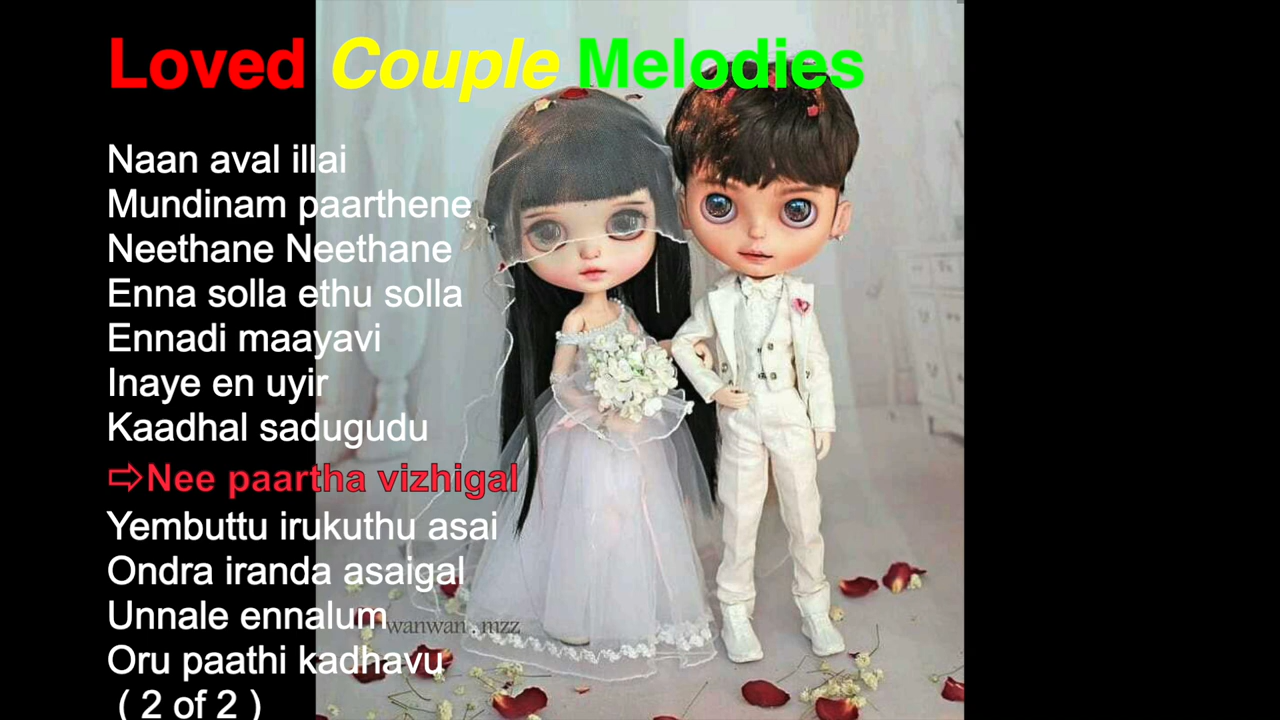 Loved Couple Melodies
Naan aval illai
Mundinam paarthene
Neethane Neethane
Enna solla ethu solla
Ennadi maayavi
Inaye en uyir
Kaadhal sadugudu
⇨Nee paartha vizhigal
Yembuttu irukuthu asai
Ondra iranda asaigal
Unnale ennalum
wanwan . mzz
Oru paathi kadhavu
( 2 of 2 )